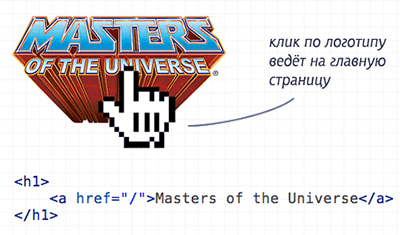 MASTERS
OF THE UNIVERSE®
клик по логотипу
ведёт на главную
страницу
<h1>
    <a href="/">Masters of the Universe</a>
</h1>